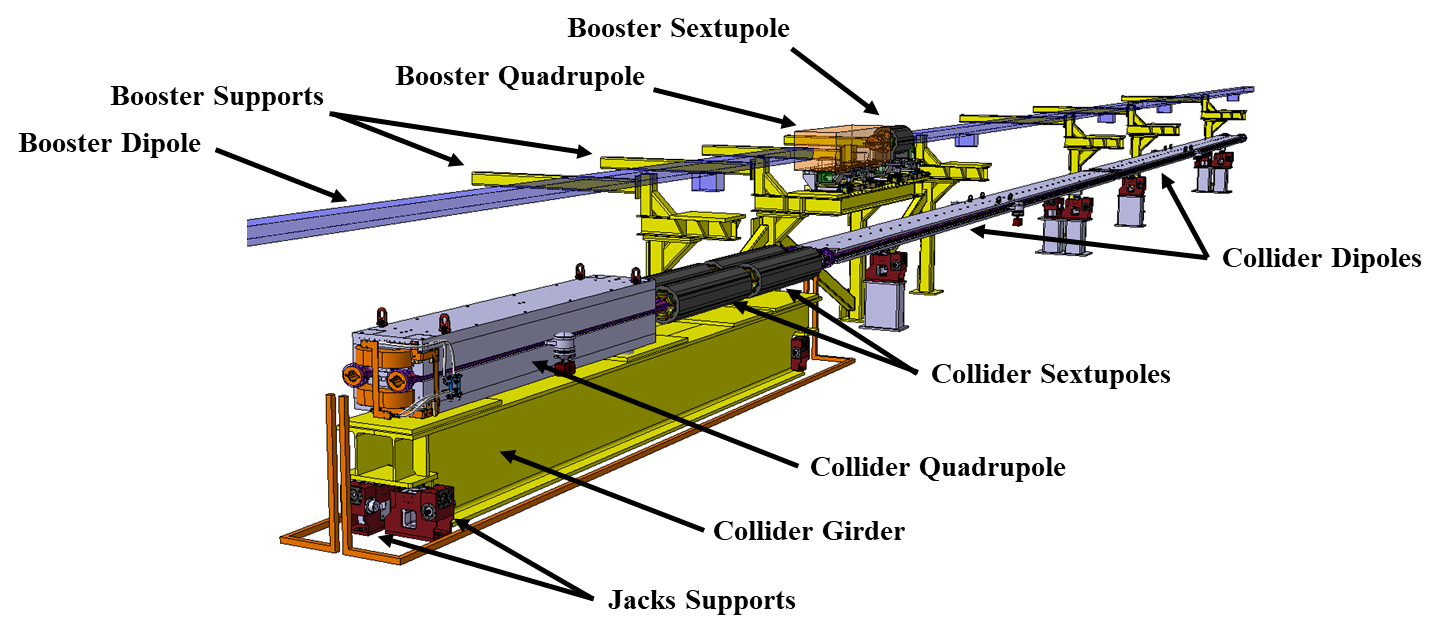 Booster Sextupole
Booster Quadrupole
Booster Supports
Booster Dipole
Collider Dipoles
Collider Sextupoles
Collider Quadrupole
Collider Girder
Jacks Supports